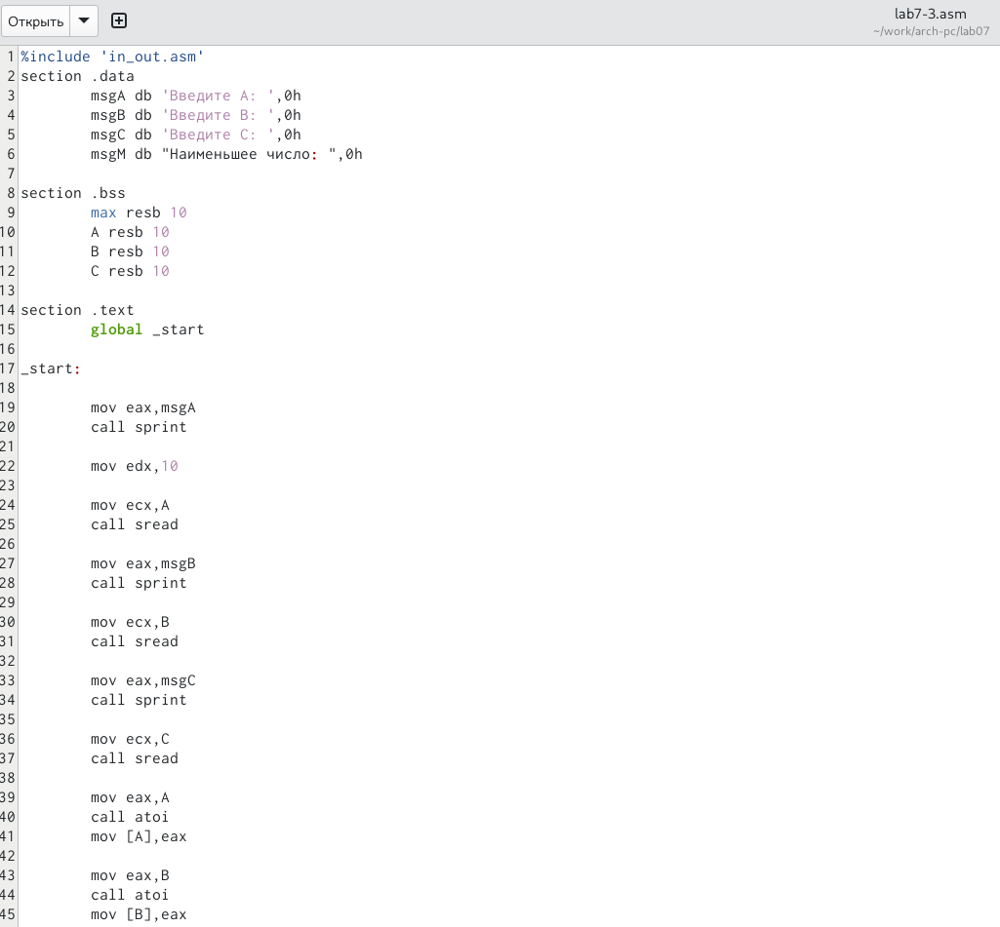 Открыть
lab7-3.asm
~/work/arch-pc/lab07
1 %include 'in_out.asm'
2 section .data
3 msgA db 'Введите A: ',0h
4 msgB db 'Введите B: ',0h
5 msgC db 'Введите C: ',0h
6 msgM db "Наименьшее число: ",0h
7
8 section .bss
9 max resb 10
10 A resb 10
11 B resb 10
12 C resb 10
13
14 section .text
15 global _start
16
17 _start:
18
19 mov eax,msgA
20 call sprint
21
22 mov edx,10
23
24 mov ecx,A
25 call sread
26
27 mov eax,msgB
28 call sprint
29
30 mov ecx,B
31 call sread
32
33 mov eax,msgC
34 call sprint
35
36 mov ecx,C
37 call sread
38
39 mov eax,A
40 call atoi
41 mov [A],eax
42
43 mov eax,B
44 call atoi
45 mov [B],eax